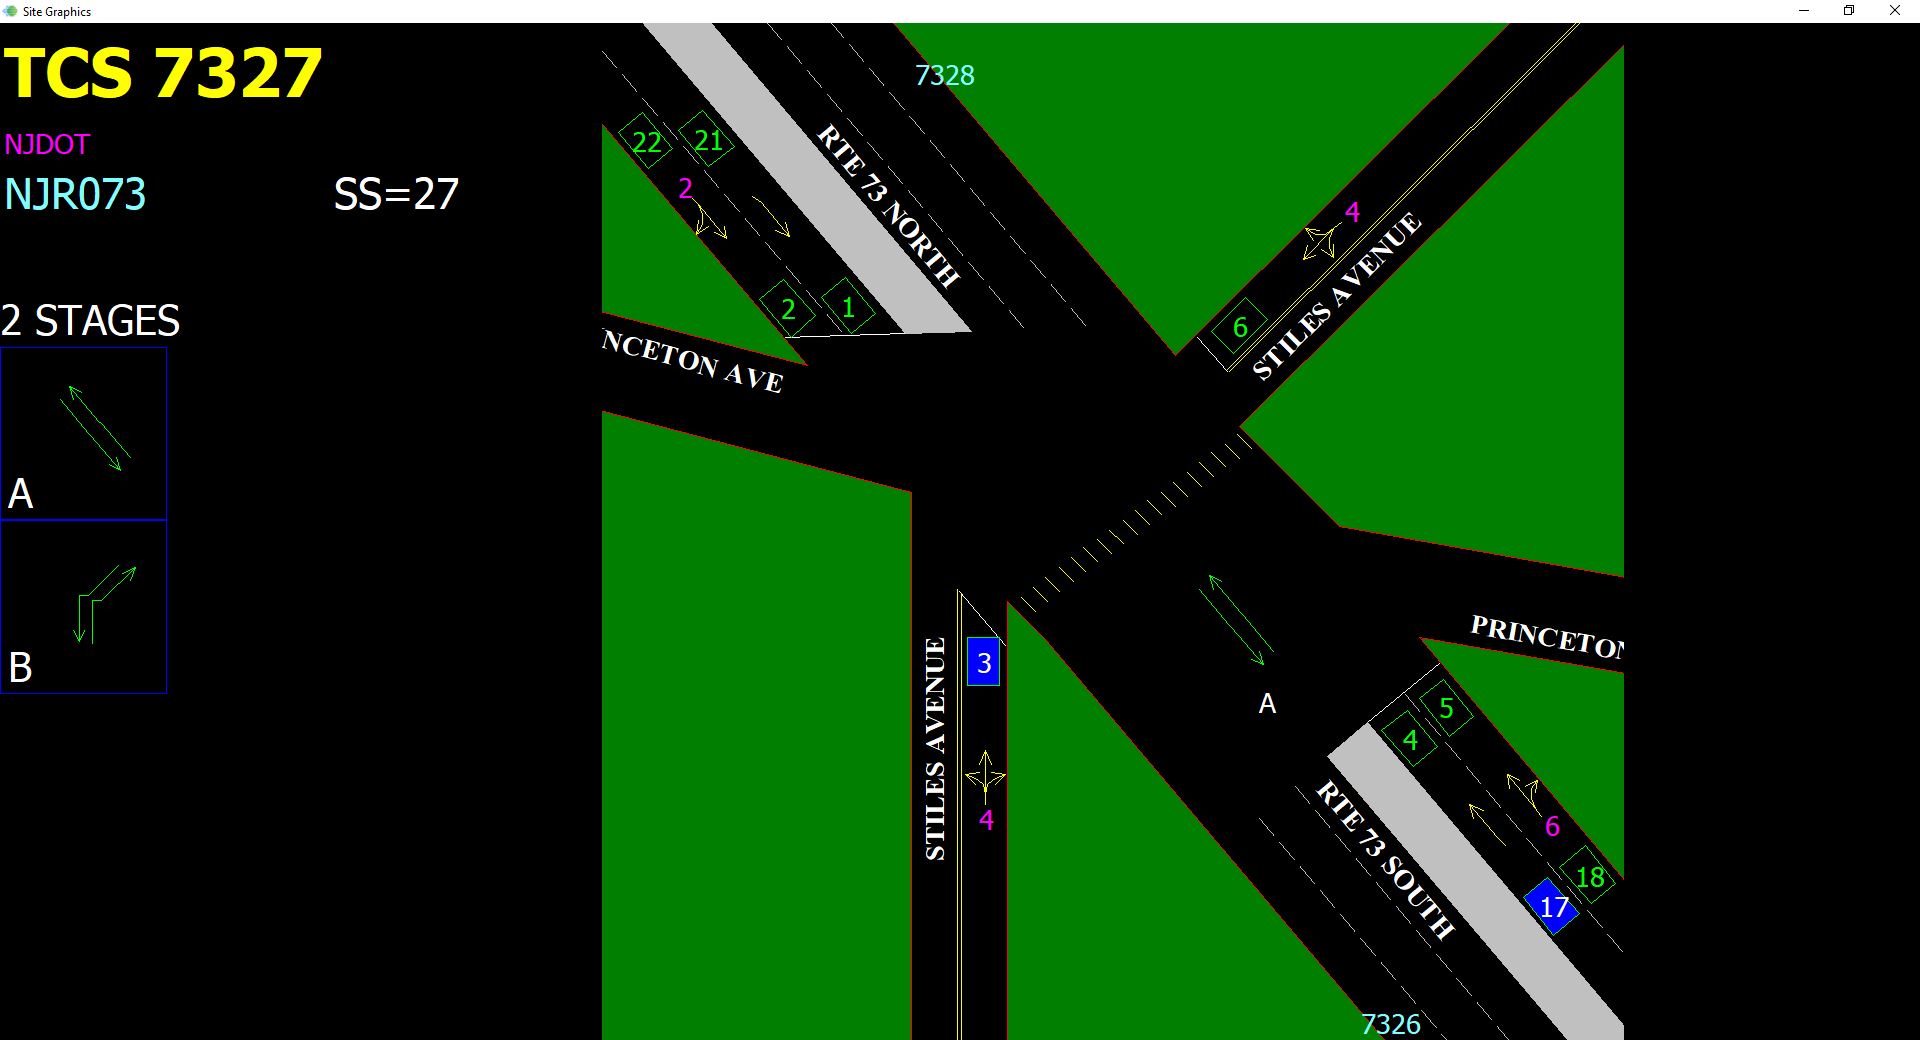 Site Graphics
TCS 7327
NJDOT
NJR073
SS=27
2 STAGES
A
B
7328
22
21
2
RTE 73 NORTH
4
STILES AVENUE
2
1
6
NCETON AVE
3
STILES AVENUE
4
A
PRINCETON
5
4
RTE 73 SOUTH
6
18
17
7326